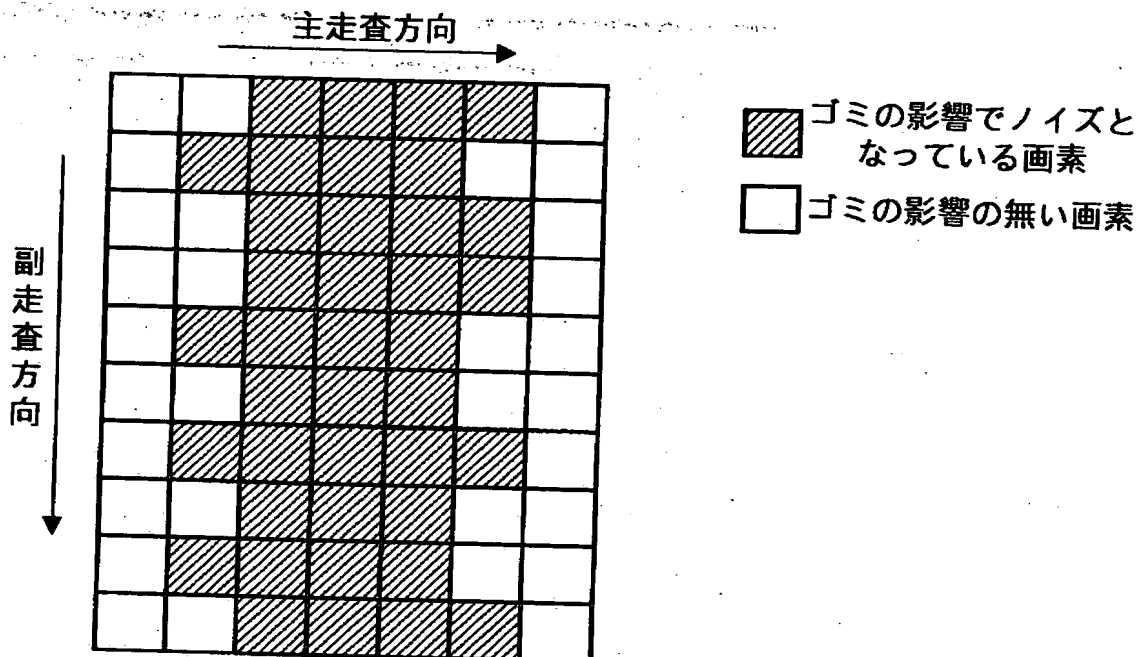 主走査方向
ゴミの影響でノイズと
なっている画素
ゴミの影響の無い画素
副走査方向